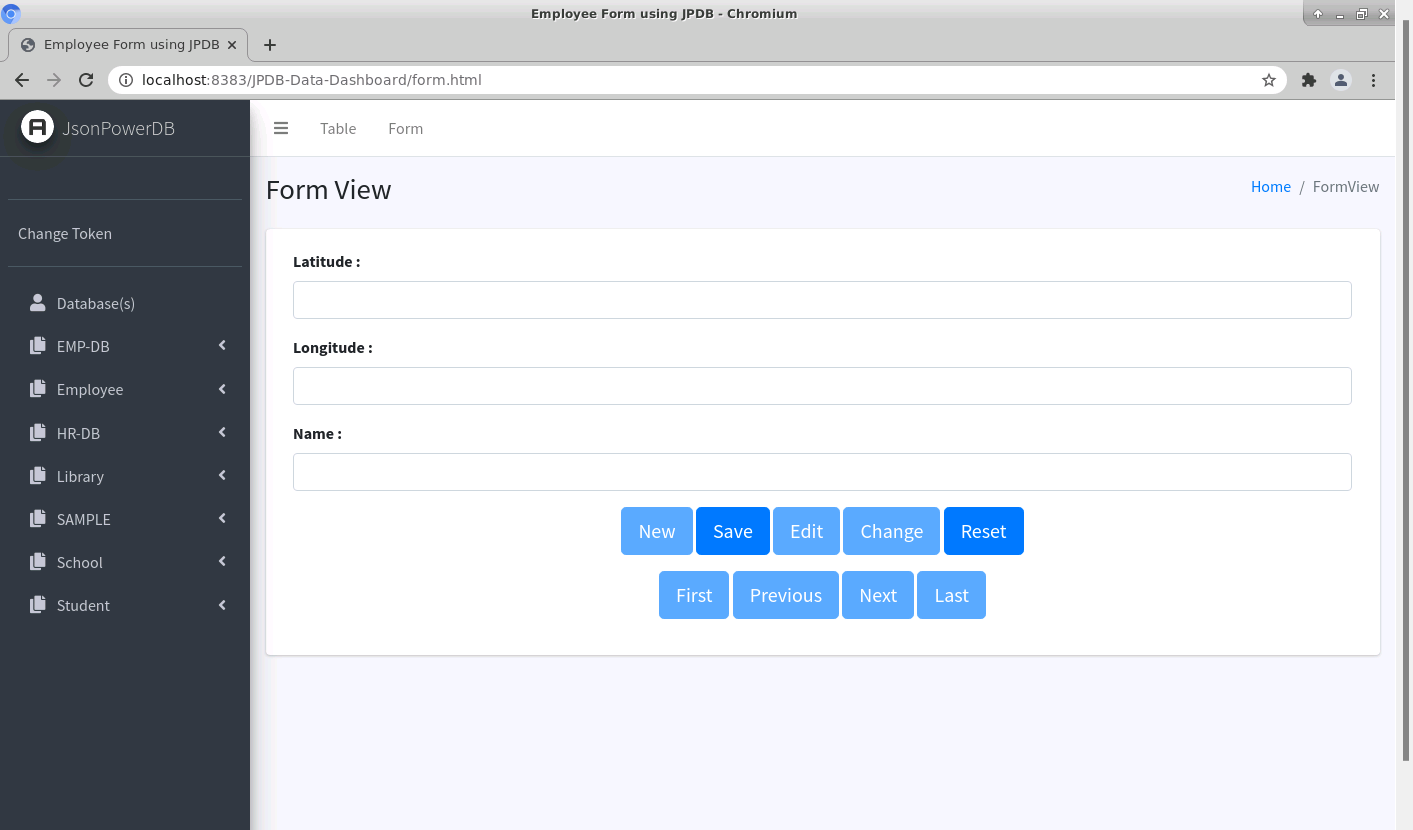 Employee Form using JPDB - Chromium
Employee Form using JPDB
localhost:8383/JPDB-Data-Dashboard/form.html
JsonPowerDB
Table Form
Form View
Home / FormView
Change Token
Database(s)
EMP-DB
Employee
HR-DB
Library
SAMPLE
School
Student
Latitude :
Longitude :
Name :
New Save Edit Change Reset
First Previous Next Last